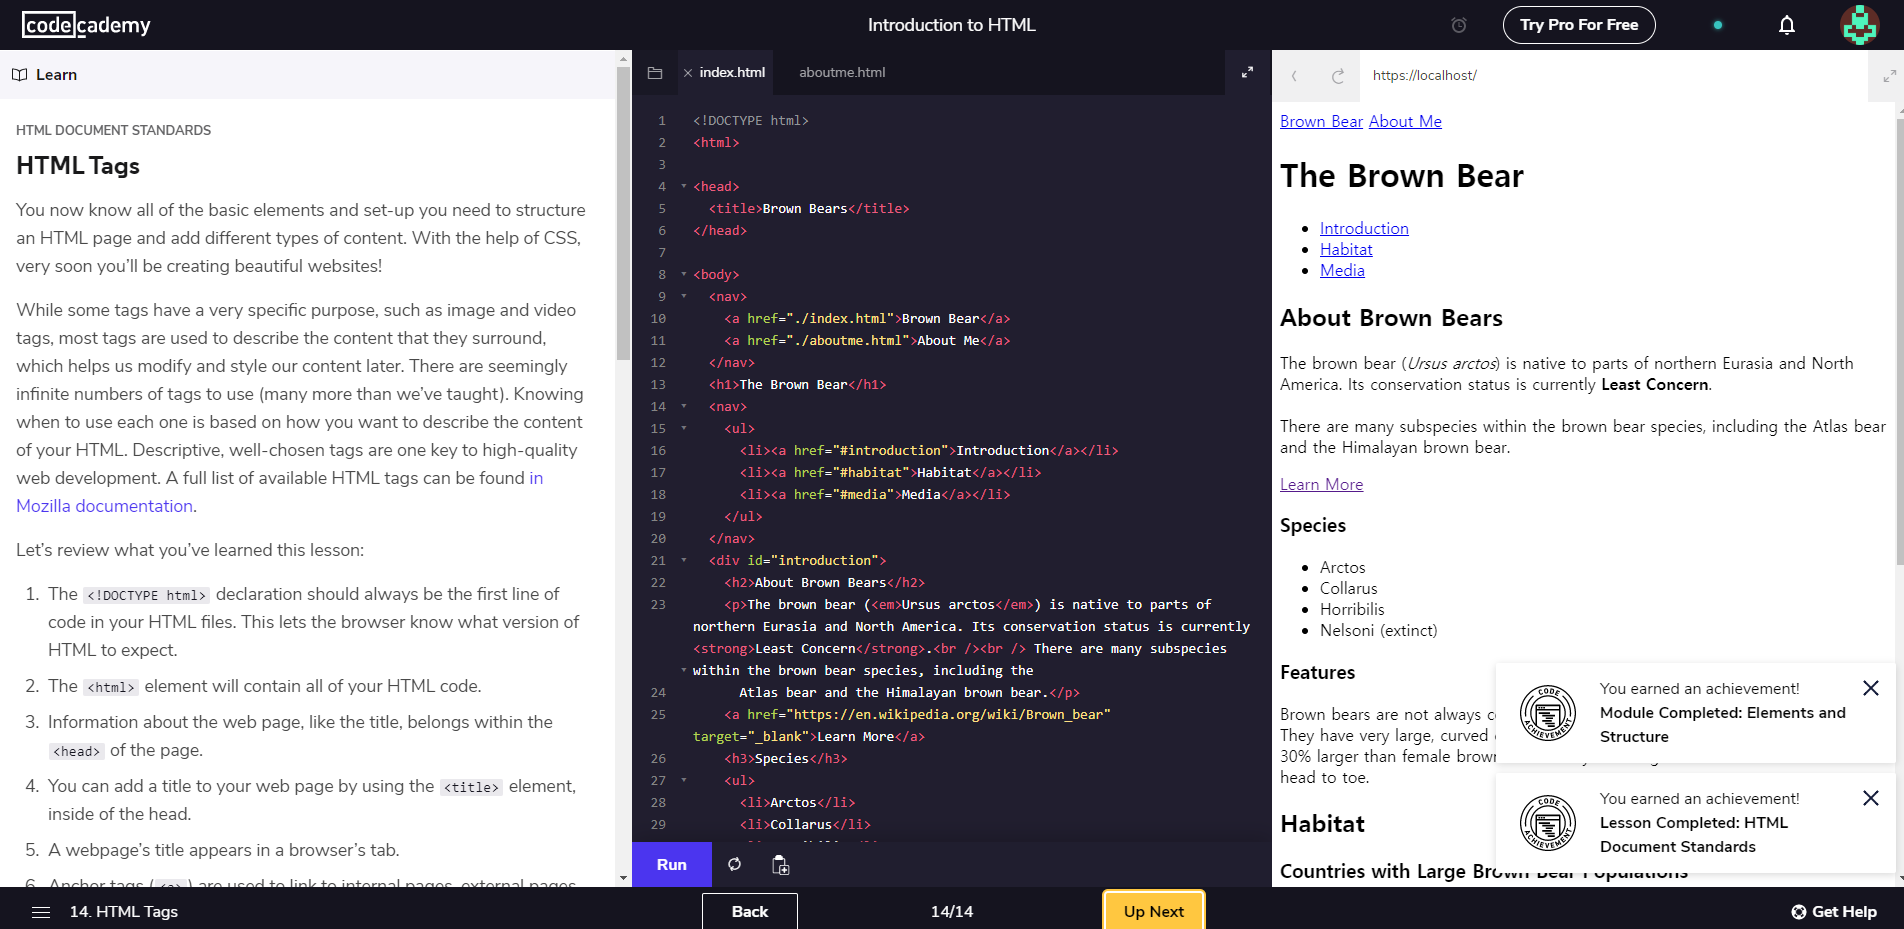 codecademy
Introduction to HTML
Try Pro For Free
Learn
HTML DOCUMENT STANDARDS
HTML Tags
You now know all of the basic elements and set-up you need to structure
an HTML page and add different types of content. With the help of CSS,
very soon you'll be creating beautiful websites!
While some tags have a very specific purpose, such as image and video
tags, most tags are used to describe the content that they surround,
which helps us modify and style our content later. There are seemingly
infinite numbers of tags to use (many more than we've taught). Knowing
when to use each one is based on how you want to describe the content
of your HTML. Descriptive, well-chosen tags are one key to high-quality
web development. A full list of available HTML tags can be found in
Mozilla documentation.
Let's review what you've learned this lesson:
1. The <!DOCTYPE html> declaration should always be the first line of
code in your HTML files. This lets the browser know what version of
HTML to expect.
2. The <html> element will contain all of your HTML code.
3. Information about the web page, like the title, belongs within the
<head> of the page.
4. You can add a title to your web page by using the <title> element,
inside of the head.
5. A webpage's title appears in a browser's tab.
6. Anchor tags (<a>) are used to link to internal pages, external pages
index.html aboutme.html
1 <!DOCTYPE html>
2 <html>
3
4 <head>
5 <title>Brown Bears</title>
6 </head>
7
8 <body>
9 <nav>
10 <a href="./index.html">Brown Bear</a>
11 <a href="./aboutme.html">About Me</a>
12 </nav>
13 <h1>The Brown Bear</h1>
14 <nav>
15 <ul>
16 <li><a href="#introduction">Introduction</a></li>
17 <li><a href="#habitat">Habitat</a></li>
18 <li><a href="#media">Media</a></li>
19 </ul>
20 </nav>
21 <div id="introduction">
22 <h2>About Brown Bears</h2>
23 <p>The brown bear (<em>Ursus arctos</em>) is native to parts of
northern Eurasia and North America. Its conservation status is currently
<strong>Least Concern</strong>.<br /><br /> There are many subspecies
within the brown bear species, including the
24 Atlas bear and the Himalayan brown bear.</p>
25 <a href="https://en.wikipedia.org/wiki/Brown_bear"
target="_blank">Learn More</a>
26 <h3>Species</h3>
27 <ul>
28 <li>Arctos</li>
29 <li>Collarus</li>
Run
https://localhost/
Brown Bear About Me
The Brown Bear
Introduction
Habitat
Media
About Brown Bears
The brown bear (Ursus arctos) is native to parts of northern Eurasia and North
America. Its conservation status is currently Least Concern.
There are many subspecies within the brown bear species, including the Atlas bear
and the Himalayan brown bear.
Learn More
Species
Arctos
Collarus
Horribilis
Nelsoni (extinct)
Features
Brown bears are not always
They have very large, curved
30% larger than female brown
head to toe.
Habitat
Countries with Large Brown Bear Populations
CODE ACHIEVEMENT
You earned an achievement!
Module Completed: Elements and
Structure
CODE ACHIEVEMENT
You earned an achievement!
Lesson Completed: HTML
Document Standards
14. HTML Tags
Back
14/14
Up Next
Get Help